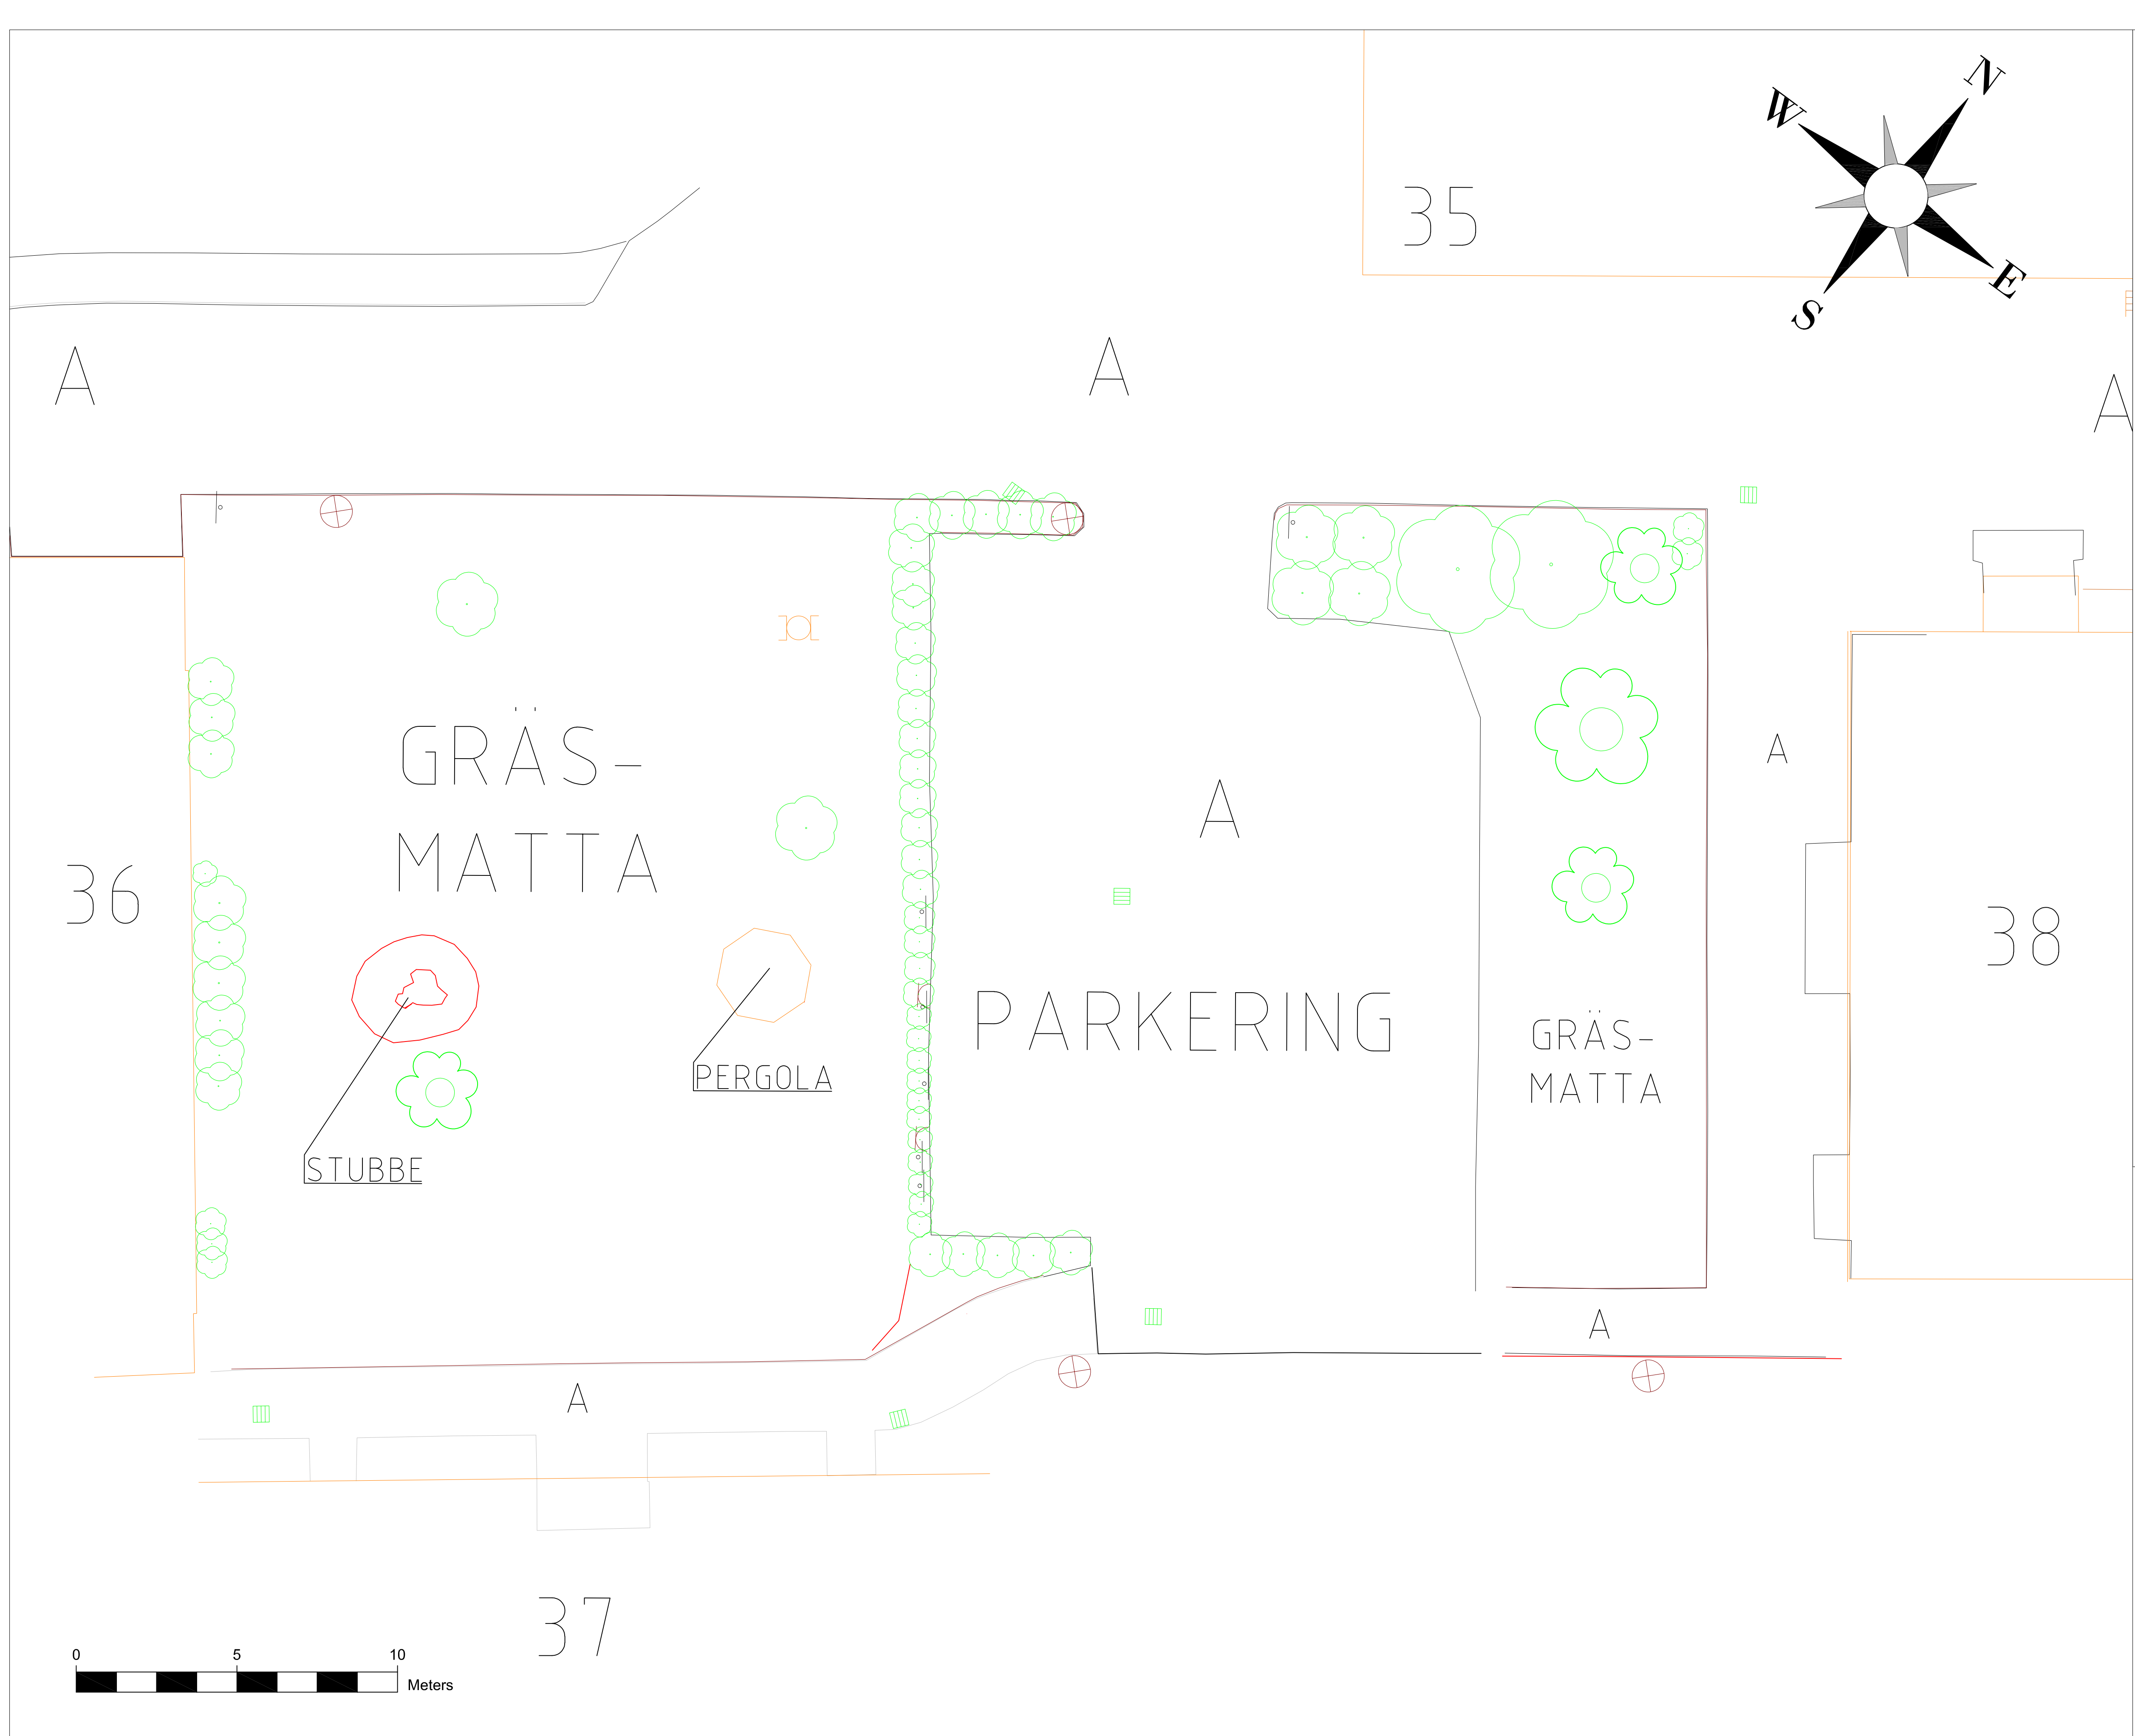 N
W
35
E
S
A
A
A
GRÄS-
MATTA
A
A
36
38
PARKERING
GRÄS-
MATTA
PERGOLA
STUBBE
A
A
37
0 5 10
Meters